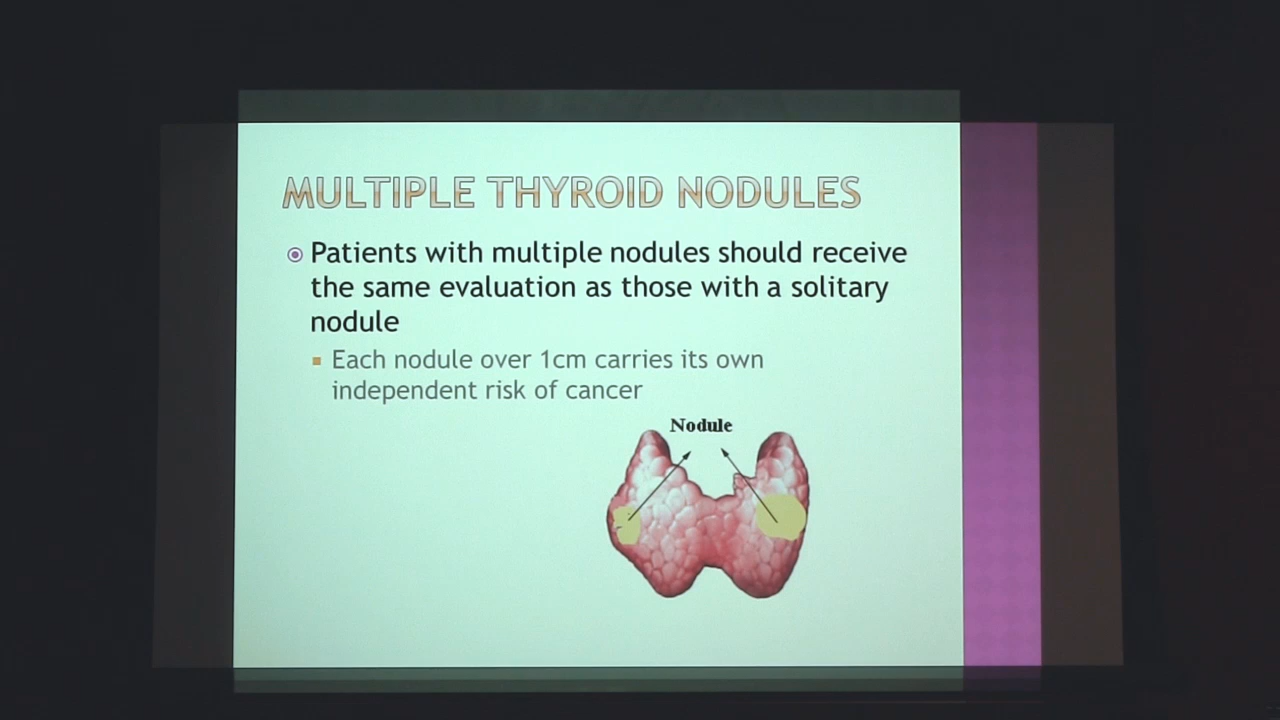 MULTIPLE THYROID NODULES
Patients with multiple nodules should receive
the same evaluation as those with a solitary
nodule
Each nodule over 1cm carries its own
independent risk of cancer
Nodule